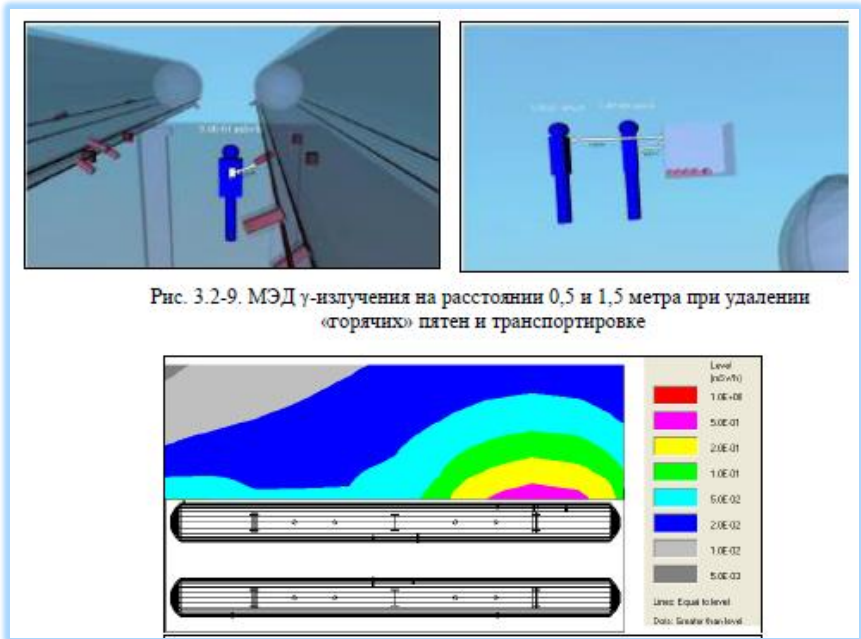 Рис. 3.2-9. МЭД γ-излучения на расстоянии 0,5 и 1,5 метра при удалении
«горячих» пятен и транспортировке
Level
(mSv/h)
1.0E+00
5.0E-01
2.0E-01
1.0E-01
5.0E-02
2.0E-02
1.0E-02
5.0E-03
Lines: Equal to level
Dots: Greater than level